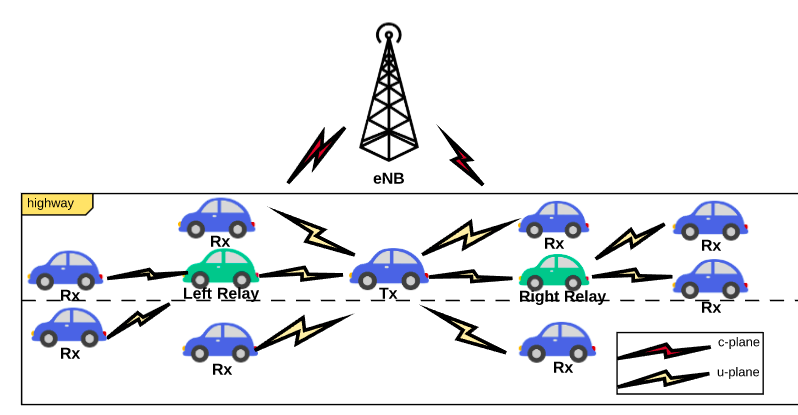 eNB
highway
Rx
Rx
Rx
Rx
Left Relay
Tx
Right Relay
Rx
Rx
Rx
Rx
c-plane
u-plane